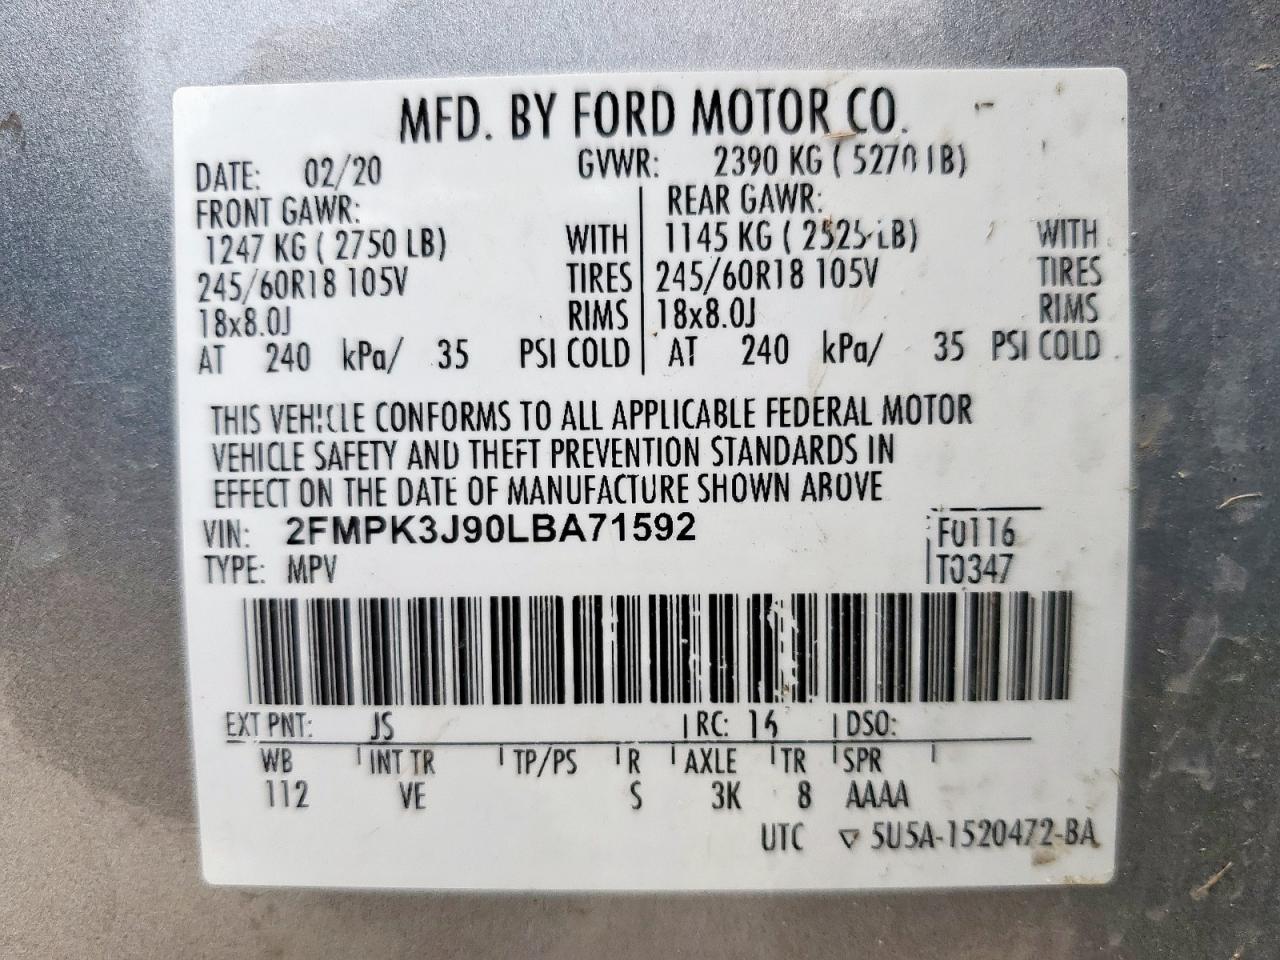 MFD. BY FORD MOTOR CO.
DATE: 02/20 GVWR: 2390 KG ( 5270 LB)
FRONT GAWR: REAR GAWR:
1247 KG ( 2750 LB) WITH 1145 KG ( 2525 LB) WITH
245/60R18 105V TIRES 245/60R18 105V TIRES
18x8.0J RIMS 18x8.0J RIMS
AT 240 kPa/ 35 PSI COLD AT 240 kPa/ 35 PSI COLD
THIS VEHICLE CONFORMS TO ALL APPLICABLE FEDERAL MOTOR
VEHICLE SAFETY AND THEFT PREVENTION STANDARDS IN
EFFECT ON THE DATE OF MANUFACTURE SHOWN ABOVE
VIN: 2FMPK3J90LBA71592 F0116
TYPE: MPV T0347
EXT PNT: JS RC: DSO:
WB INT TR TP/PS R AXLE TR SPR
112 VE S 3K 8 AAAA
UTC ▽ 5U5A-1520472-BA